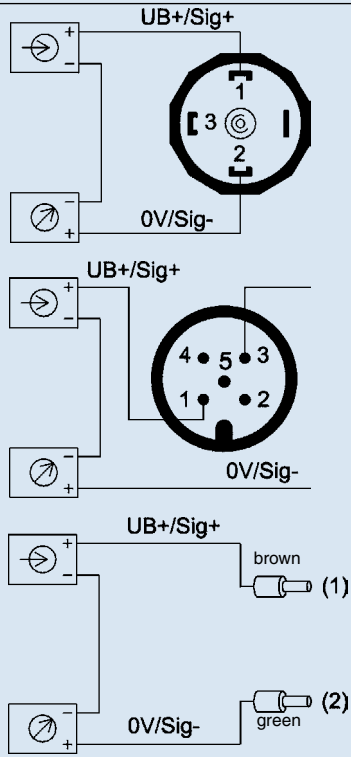 UB+/Sig+
+
−
1
3
2
−
+
0V/Sig-
UB+/Sig+
+
−
4 5 3
1 2
−
+
0V/Sig-
UB+/Sig+
+
−
brown
(1)
−
+
0V/Sig-
(2)
green